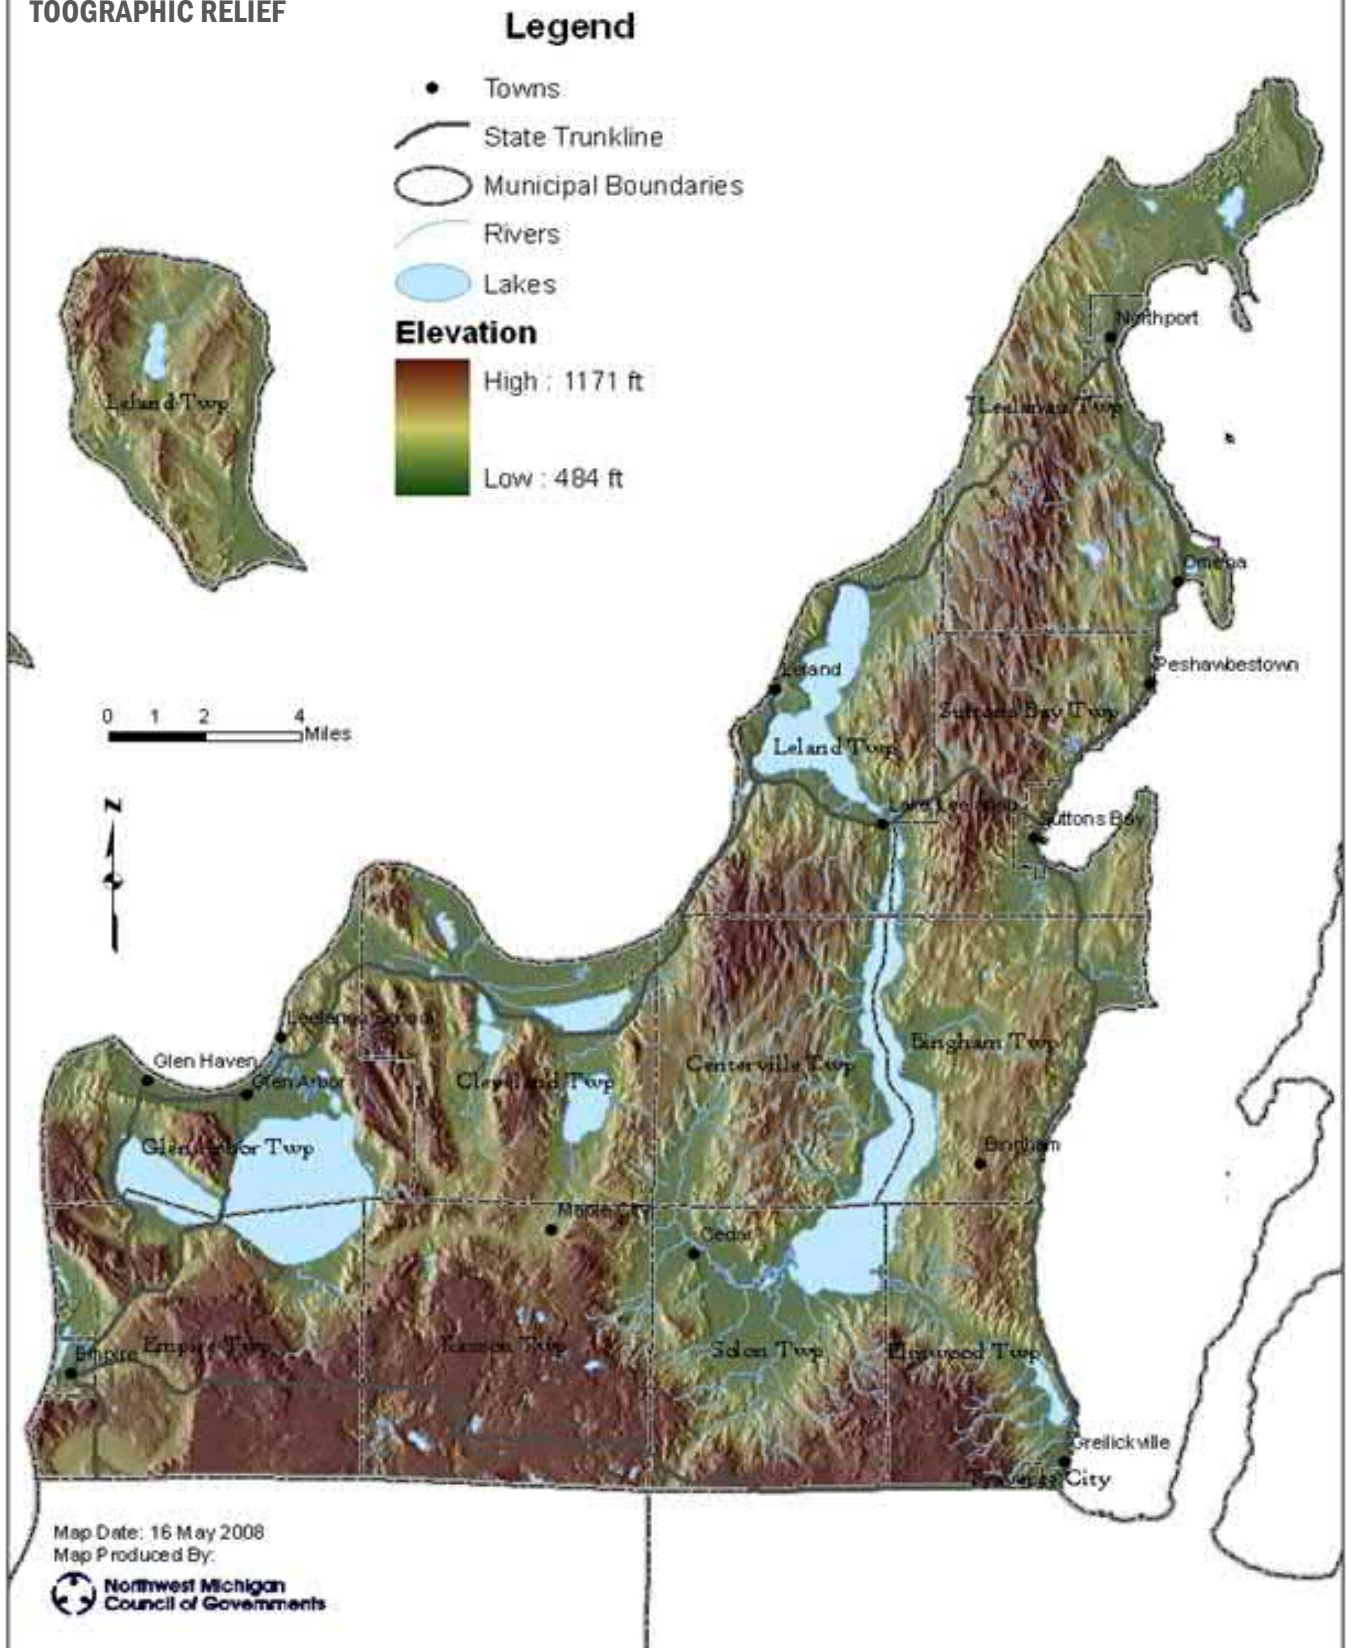 TOOGRAPHIC RELIEF
Legend
Towns
State Trunkline
Municipal Boundaries
Rivers
Lakes
Elevation
High : 1171 ft
Low : 484 ft
Northport
Leelanau Twp
Leland Twp
Omena
Peshawbestown
Leland
Suttons Bay Twp
0 1 2 4
Miles
Leland Twp
Lake Leelanau
Suttons Bay
N
Leelanau School
Glen Haven
Glen Arbor
Cleveland Twp
Centerville Twp
Bingham Twp
Glen Arbor Twp
Bingham
Maple City
Cedar
Empire
Empire Twp
Kasson Twp
Solon Twp
Elmwood Twp
Greilickville
Traverse City
Map Date: 16 May 2008
Map Produced By:
Northwest Michigan
Council of Governments